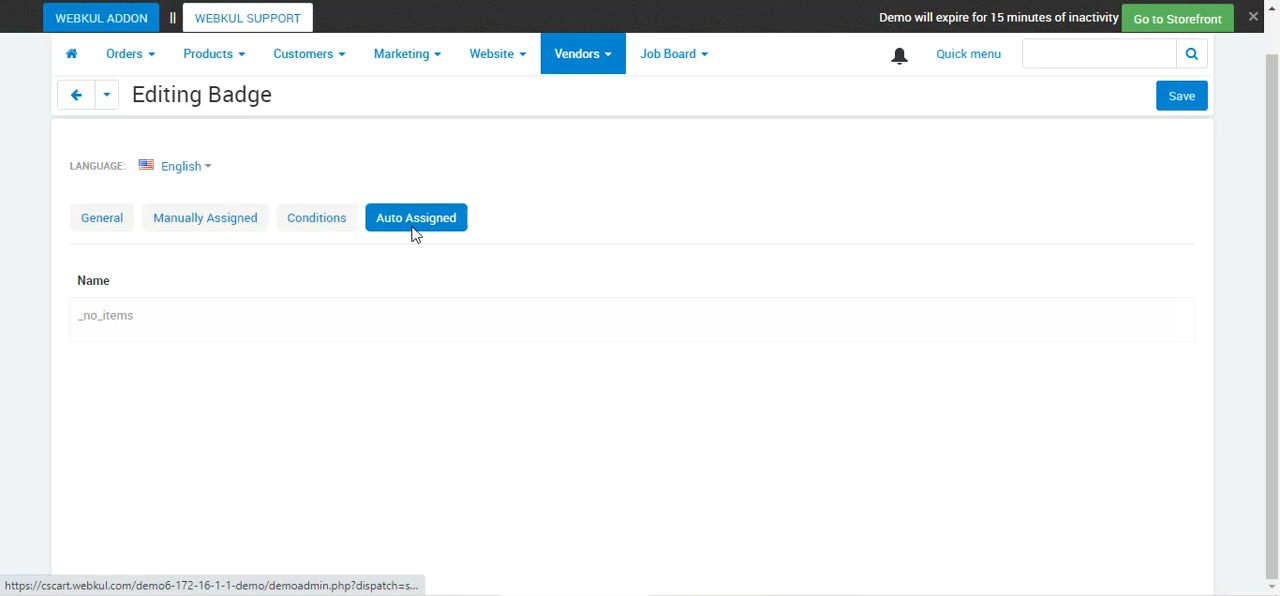 WEBKUL ADDON || WEBKUL SUPPORT Demo will expire for 15 minutes of inactivity Go to Storefront ×
Orders Products Customers Marketing Website Vendors Job Board Quick menu
Editing Badge Save
LANGUAGE: English
General Manually Assigned Conditions Auto Assigned
Name
_no_items
https://cscart.webkul.com/demo6-172-16-1-1-demo/demoadmin.php?dispatch=s...